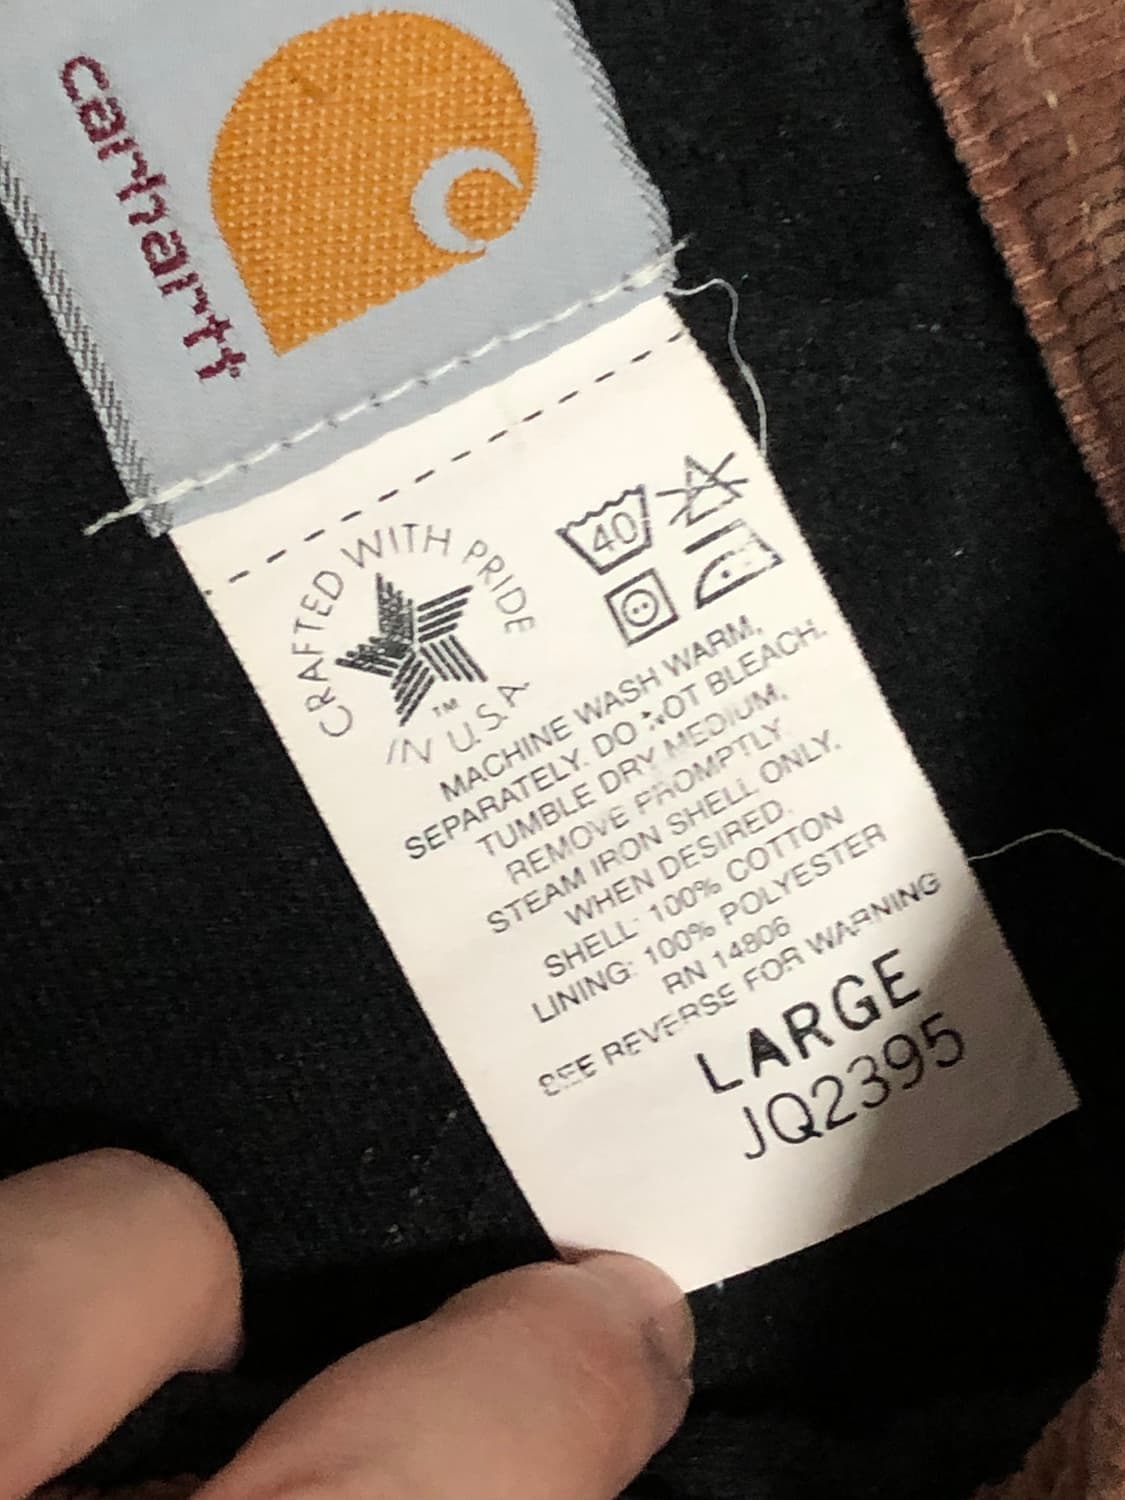 carhartt
CRAFTED WITH PRIDE
IN U.S.A
TM
40
MACHINE WASH WARM,
SEPARATELY. DO NOT BLEACH.
TUMBLE DRY MEDIUM,
REMOVE PROMPTLY
STEAM IRON SHELL ONLY,
WHEN DESIRED.
SHELL: 100% COTTON
LINING: 100% POLYESTER
RN 14806
SEE REVERSE FOR WARNING
LARGE
JQ2395